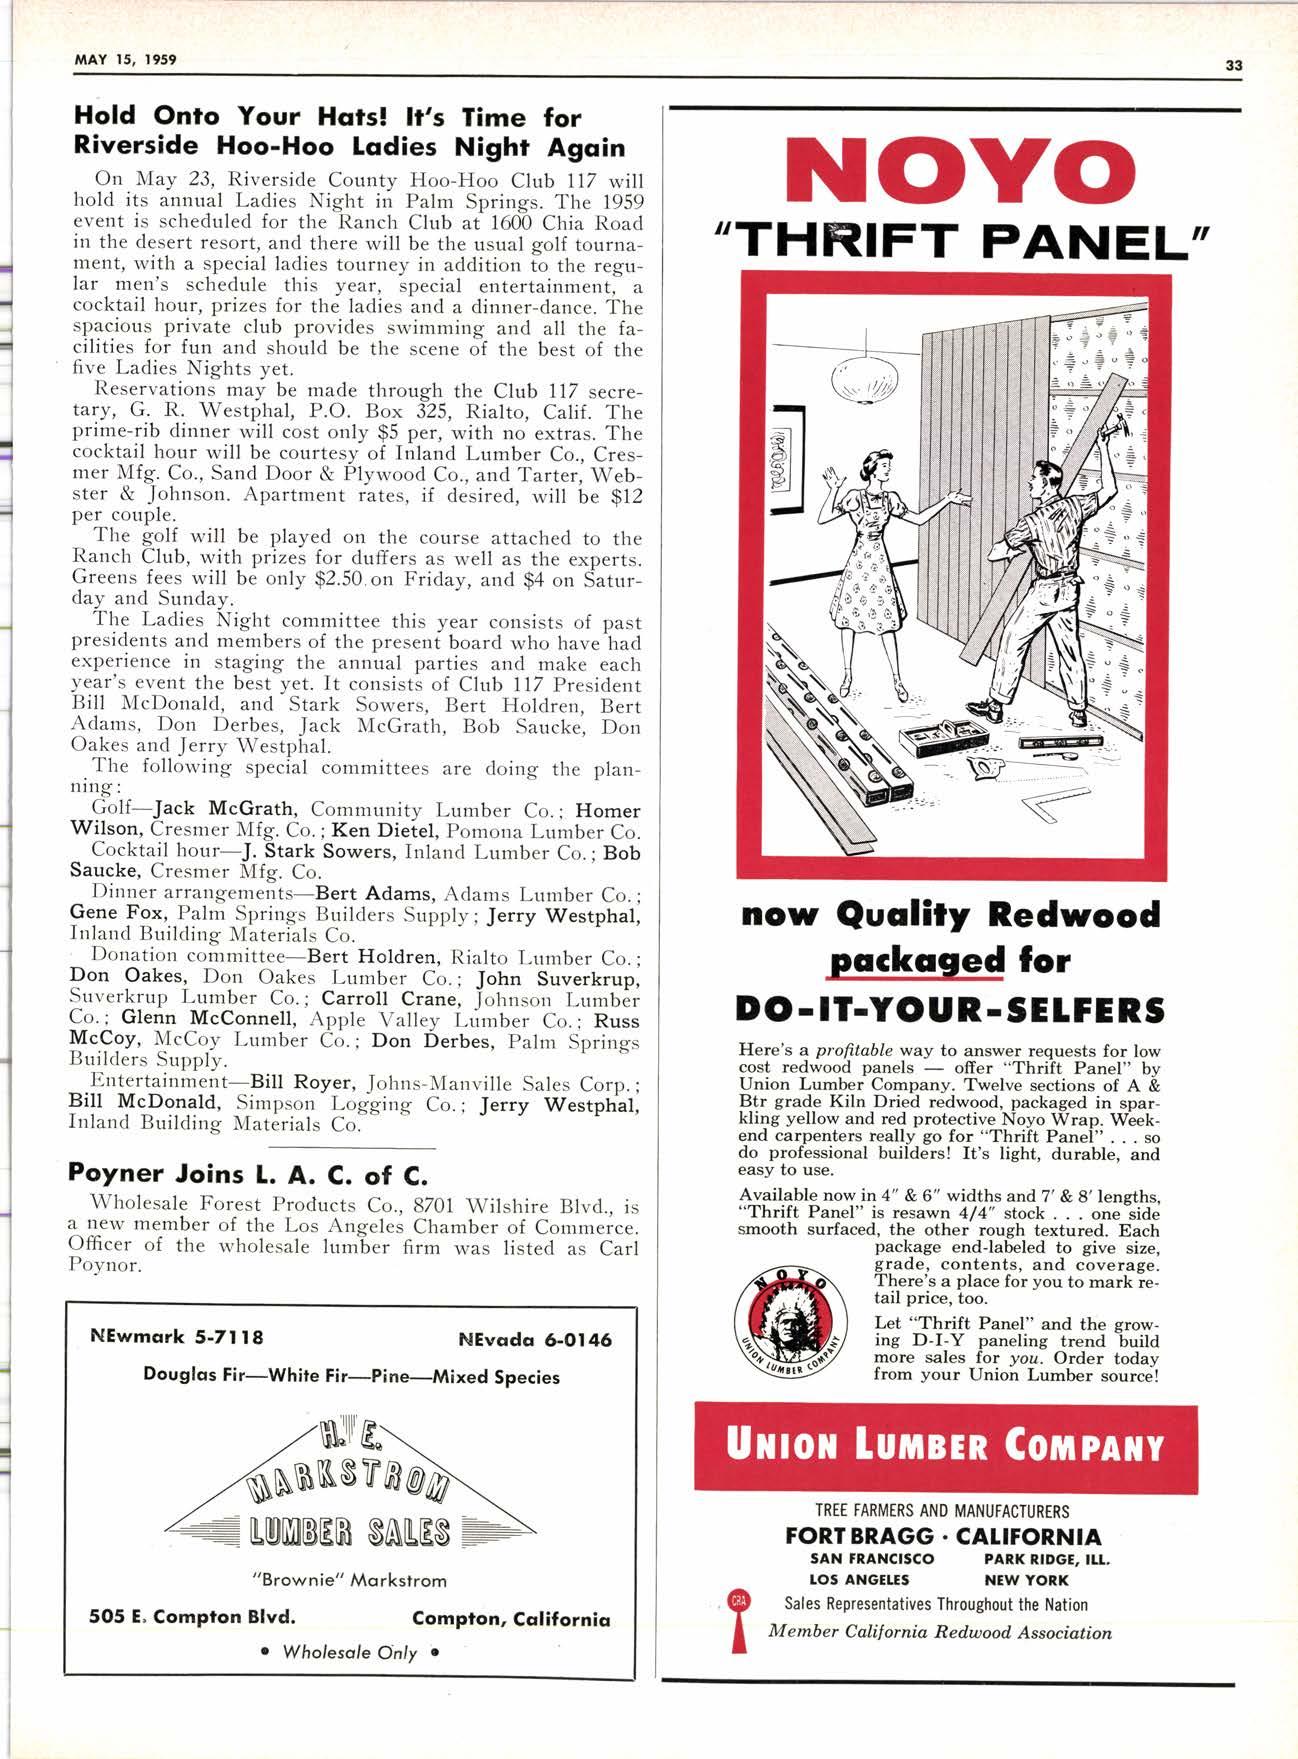 MAY 15, 1959
33
Hold Onto Your Hats! It's Time for
Riverside Hoo-Hoo Ladies Night Again
On May 23, Riverside County Hoo-Hoo Club 117 will
hold its annual Ladies Night in Palm Springs. The 1959
event is scheduled for the Ranch Club at 1600 Chia Road
in the desert resort, and there will be the usual golf tourna-
ment, with a special ladies tourney in addition to the regu-
lar men's schedule this year, special entertainment, a
cocktail hour, prizes for the ladies and a dinner-dance. The
spacious private club provides swimming and all the fa-
cilities for fun and should be the scene of the best of the
five Ladies Nights yet.
Reservations may be made through the Club 117 secre-
tary, G. R. Westphal, P.O. Box 325, Rialto, Calif. The
prime-rib dinner will cost only $5 per, with no extras. The
cocktail hour will be courtesy of Inland Lumber Co., Cres-
mer Mfg. Co., Sand Door & Plywood Co., and Tarter, Web-
ster & Johnson. Apartment rates, if desired, will be $12
per couple.
The golf will be played on the course attached to the
Ranch Club, with prizes for duffers as well as the experts.
Greens fees will be only $2.50 on Friday, and $4 on Satur-
day and Sunday.
The Ladies Night committee this year consists of past
presidents and members of the present board who have had
experience in staging the annual parties and make each
year's event the best yet. It consists of Club 117 President
Bill McDonald, and Stark Sowers, Bert Holdren, Bert
Adams, Don Derbes, Jack McGrath, Bob Saucke, Don
Oakes and Jerry Westphal.
The following special committees are doing the plan-
ning:
Golf—Jack McGrath, Community Lumber Co.; Homer
Wilson, Cresmer Mfg. Co.; Ken Dietel, Pomona Lumber Co.
Cocktail hour—J. Stark Sowers, Inland Lumber Co.; Bob
Saucke, Cresmer Mfg. Co.
Dinner arrangements—Bert Adams, Adams Lumber Co.;
Gene Fox, Palm Springs Builders Supply; Jerry Westphal,
Inland Building Materials Co.
Donation committee—Bert Holdren, Rialto Lumber Co.;
Don Oakes, Don Oakes Lumber Co.; John Suverkrup,
Suverkrup Lumber Co.; Carroll Crane, Johnson Lumber
Co.; Glenn McConnell, Apple Valley Lumber Co.; Russ
McCoy, McCoy Lumber Co.; Don Derbes, Palm Springs
Builders Supply.
Entertainment—Bill Royer, Johns-Manville Sales Corp.;
Bill McDonald, Simpson Logging Co.; Jerry Westphal,
Inland Building Materials Co.
Poyner Joins L. A. C. of C.
Wholesale Forest Products Co., 8701 Wilshire Blvd., is
a new member of the Los Angeles Chamber of Commerce.
Officer of the wholesale lumber firm was listed as Carl
Poynor.
NEwmark 5-7118 NEvada 6-0146
Douglas Fir—White Fir—Pine—Mixed Species
H. E.
MARKSTROM
LUMBER SALES
"Brownie" Markstrom
505 E. Compton Blvd. Compton, California
• Wholesale Only •
NOYO
"THRIFT PANEL"
now Quality Redwood
packaged for
DO-IT-YOUR-SELFERS
Here's a profitable way to answer requests for low
cost redwood panels — offer "Thrift Panel" by
Union Lumber Company. Twelve sections of A &
Btr grade Kiln Dried redwood, packaged in spar-
kling yellow and red protective Noyo Wrap. Week-
end carpenters really go for "Thrift Panel" . . . so
do professional builders! It's light, durable, and
easy to use.
Available now in 4" & 6" widths and 7' & 8' lengths,
"Thrift Panel" is resawn 4/4" stock . . . one side
smooth surfaced, the other rough textured. Each
package end-labeled to give size,
grade, contents, and coverage.
There's a place for you to mark re-
tail price, too.
Let "Thrift Panel" and the grow-
ing D-I-Y paneling trend build
more sales for you. Order today
from your Union Lumber source!
NOYO
UNION LUMBER COMPANY
UNION LUMBER COMPANY
TREE FARMERS AND MANUFACTURERS
FORT BRAGG • CALIFORNIA
SAN FRANCISCO PARK RIDGE, ILL.
LOS ANGELES NEW YORK
CRA
Sales Representatives Throughout the Nation
Member California Redwood Association